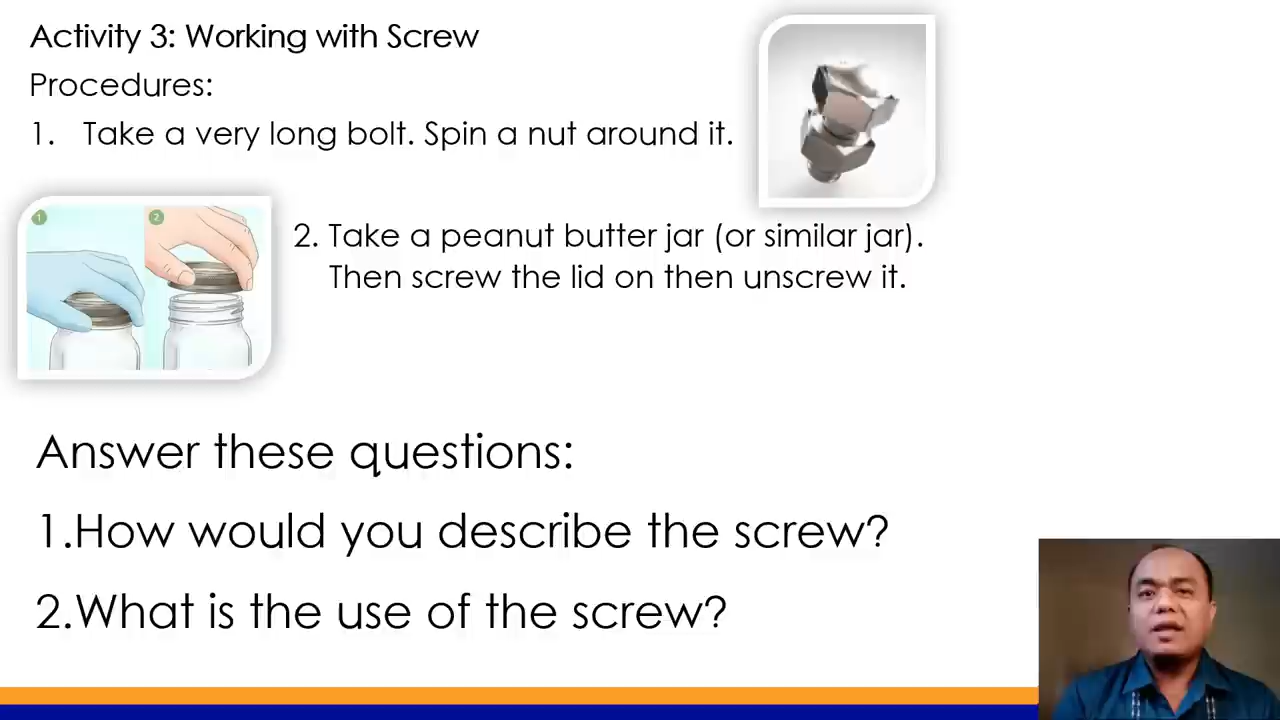 Activity 3: Working with Screw
Procedures:
1. Take a very long bolt. Spin a nut around it.
1
2
2. Take a peanut butter jar (or similar jar).
Then screw the lid on then unscrew it.
Answer these questions:
1.How would you describe the screw?
2.What is the use of the screw?